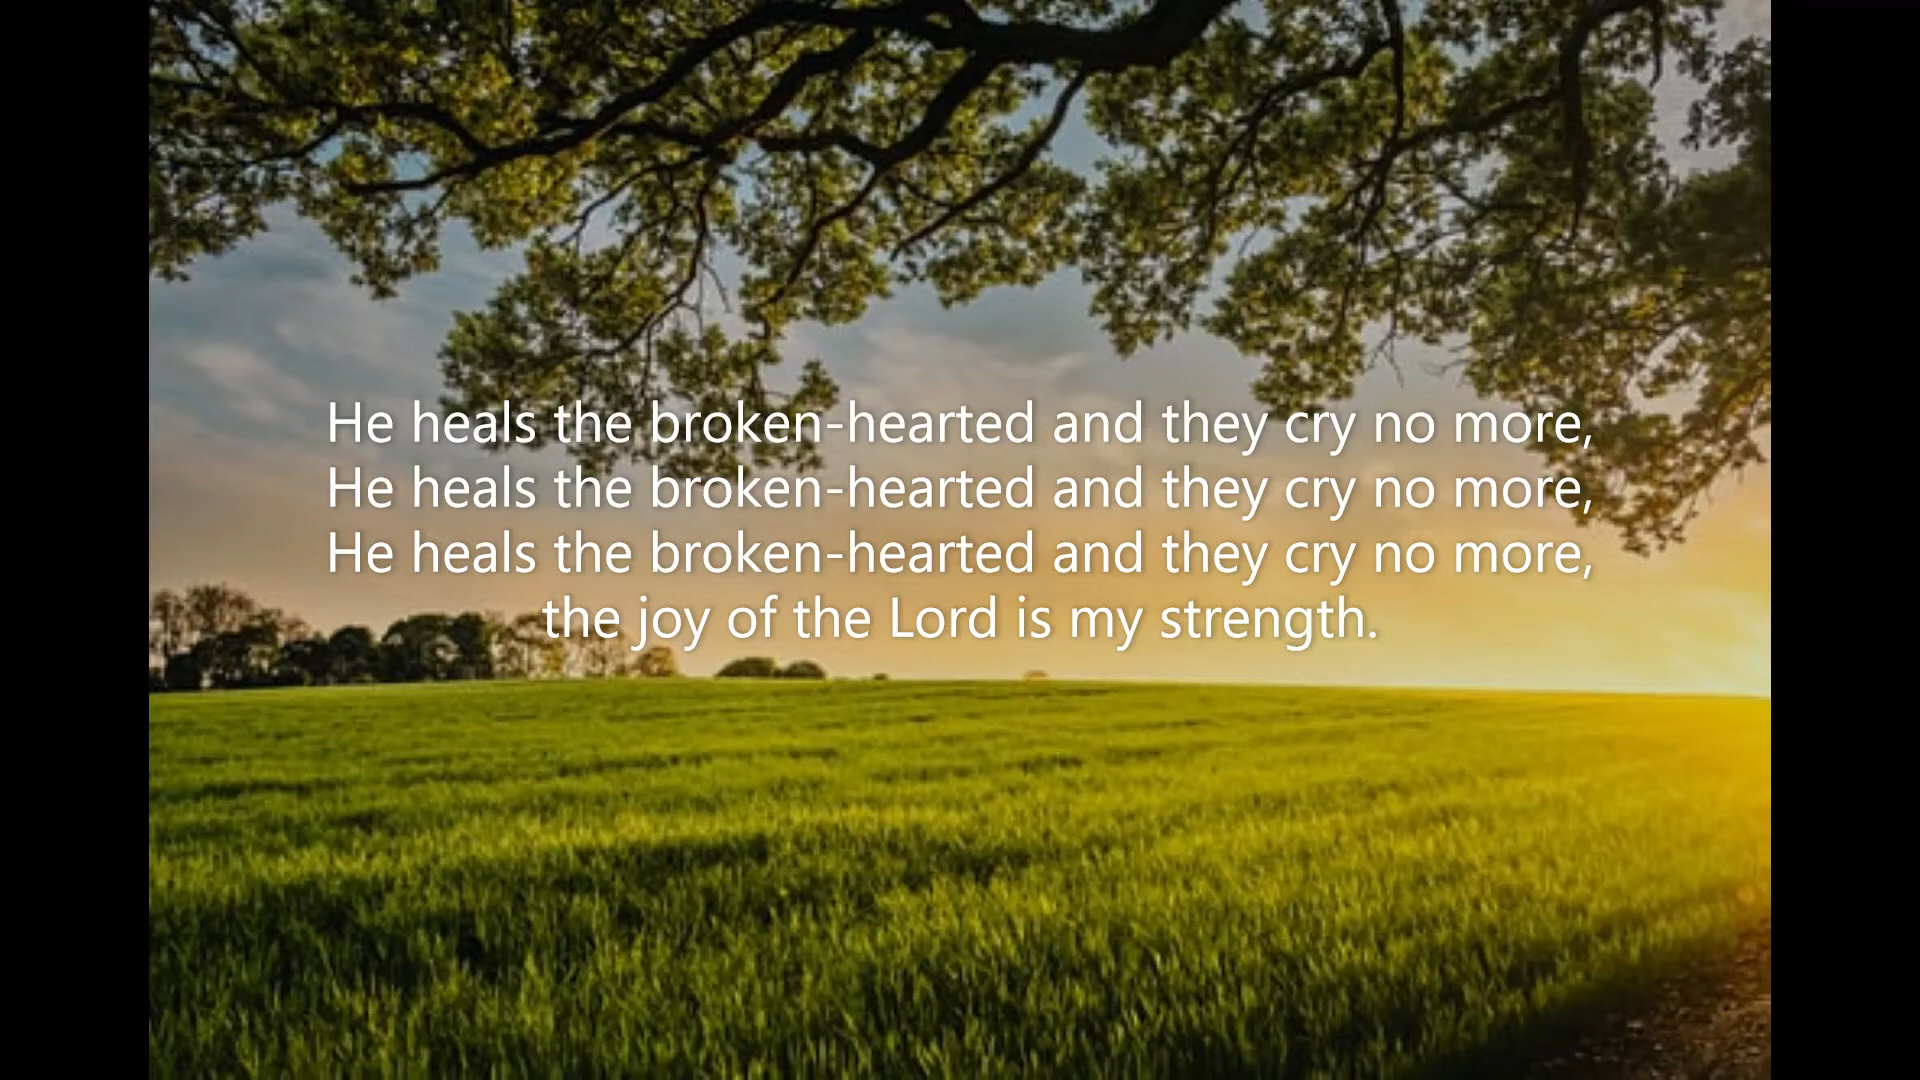 He heals the broken-hearted and they cry no more,
He heals the broken-hearted and they cry no more,
He heals the broken-hearted and they cry no more,
the joy of the Lord is my strength.